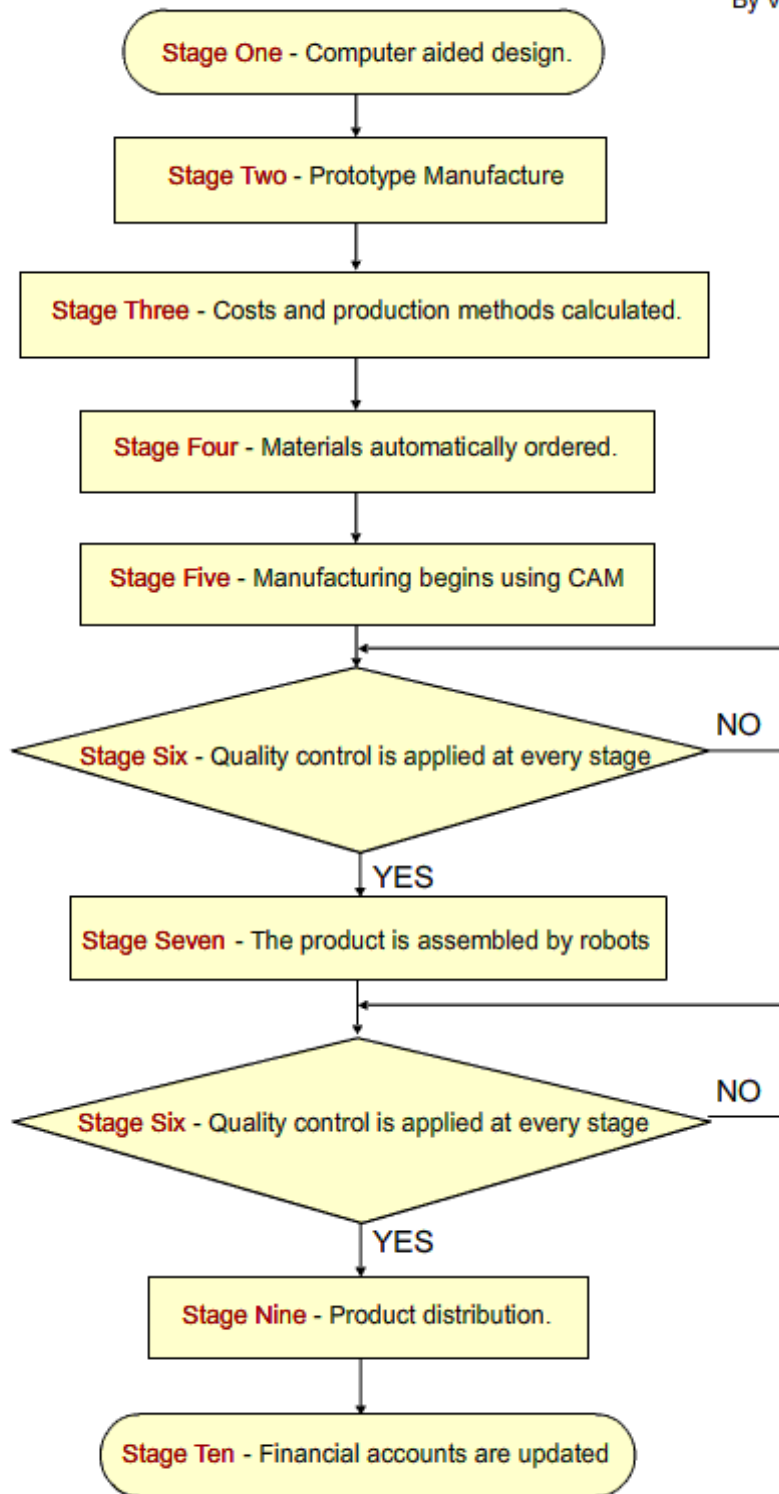 By V
Stage One - Computer aided design.
Stage Two - Prototype Manufacture
Stage Three - Costs and production methods calculated.
Stage Four - Materials automatically ordered.
Stage Five - Manufacturing begins using CAM
NO
Stage Six - Quality control is applied at every stage
YES
Stage Seven - The product is assembled by robots
NO
Stage Six - Quality control is applied at every stage
YES
Stage Nine - Product distribution.
Stage Ten - Financial accounts are updated